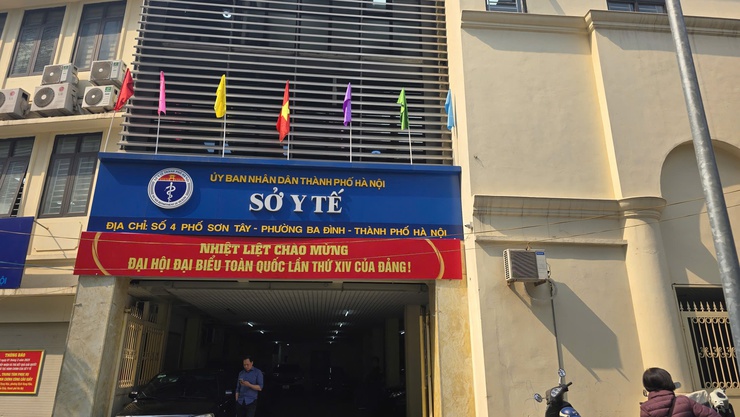 ỦY BAN NHÂN DÂN THÀNH PHỐ HÀ NỘI
SỞ Y TẾ
ĐỊA CHỈ: SỐ 4 PHỐ SƠN TÂY - PHƯỜNG BA ĐÌNH - THÀNH PHỐ HÀ NỘI
NHIỆT LIỆT CHÀO MỪNG
ĐẠI HỘI ĐẠI BIỂU TOÀN QUỐC LẦN THỨ XIV CỦA ĐẢNG!
THÔNG BÁO